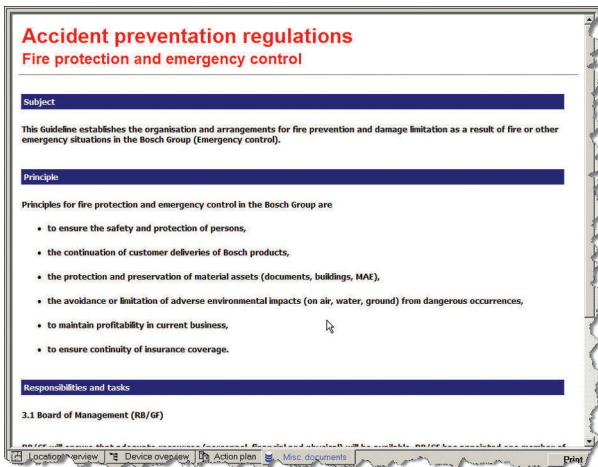 Accident prevention regulations
Fire protection and emergency control
Subject
This Guideline establishes the organisation and arrangements for fire prevention and damage limitation as a result of fire or other
emergency situations in the Bosch Group (Emergency control).
Principle
Principles for fire protection and emergency control in the Bosch Group are
• to ensure the safety and protection of persons,
• the continuation of customer deliveries of Bosch products,
• the protection and preservation of material assets (documents, buildings, MAE),
• the avoidance or limitation of adverse environmental impacts (on air, water, ground) from dangerous occurrences,
• to maintain profitability in current business,
• to ensure continuity of insurance coverage.
Responsibilities and tasks
3.1 Board of Management (RB/GF)
Location overview Device overview Action plan Misc. documents Print